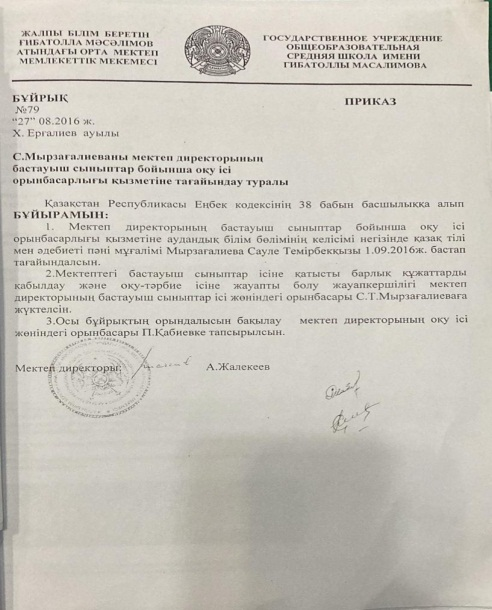 ЖАЛПЫ БІЛІМ БЕРЕТІН
ҒИБАТОЛЛА МӘСӘЛІМОВ
АТЫНДАҒЫ ОРТА МЕКТЕП
МЕМЛЕКЕТТІК МЕКЕМЕСІ
ГОСУДАРСТВЕННОЕ УЧРЕЖДЕНИЕ
ОБЩЕОБРАЗОВАТЕЛЬНАЯ
СРЕДНЯЯ ШКОЛА ИМЕНИ
ГИБАТОЛЛЫ МАСАЛИМОВА
БҰЙРЫҚ
ПРИКАЗ
№79
“27” 08.2016 ж.
Х. Ерғалиев ауылы
С.Мырзағалиеваны мектеп директорының
бастауыш сыныптар бойынша оқу ісі
орынбасарлығы қызметіне тағайындау туралы
Қазақстан Республикасы Еңбек кодексінің 38 бабын басшылыққа алып
БҰЙЫРАМЫН:
1. Мектеп директорының бастауыш сыныптар бойынша оқу ісі
орынбасарлығы қызметіне аудандық білім бөлімінің келісімі негізінде қазақ тілі
мен әдебиеті пәні мұғалімі Мырзағалиева Сауле Темірбекқызы 1.09.2016ж. бастап
тағайындалсын.
2.Мектептегі бастауыш сыныптар ісіне қатысты барлық құжаттарды
қабылдау және оқу-тәрбие ісіне жауапты болу жауапкершілігі мектеп
директорының бастауыш сыныптар ісі жөніндегі орынбасары С.Т.Мырзағалиеваға
жүктелсін.
3.Осы бұйрықтың орындалысын бақылау мектеп директорының оқу ісі
жөніндегі орынбасары П.Қабиевке тапсырылсын.
Мектеп директоры: А.Жалекеев